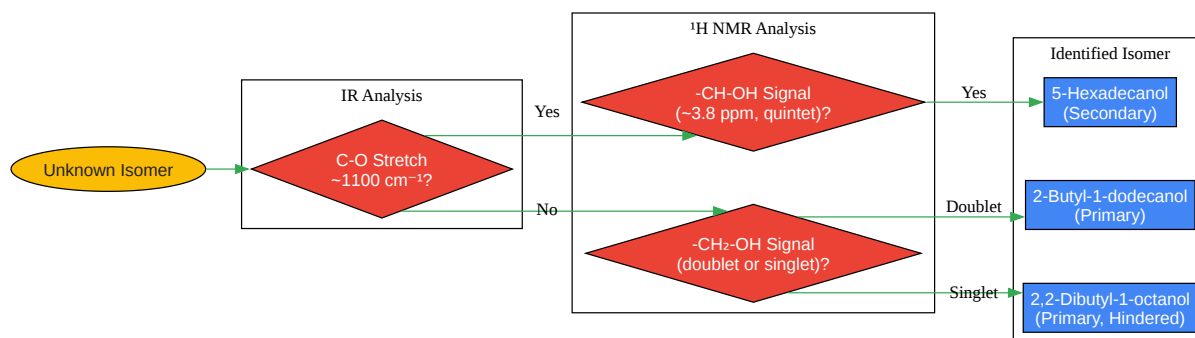 ¹H NMR Analysis
Identified Isomer
IR Analysis
Yes
-CH-OH Signal
(~3.8 ppm, quintet)?
Yes
5-Hexadecanol
(Secondary)
Unknown Isomer
C-O Stretch
~1100 cm⁻¹?
No
-CH₂-OH Signal
(doublet or singlet)?
Doublet
2-Butyl-1-dodecanol
(Primary)
Singlet
2,2-Dibutyl-1-octanol
(Primary, Hindered)